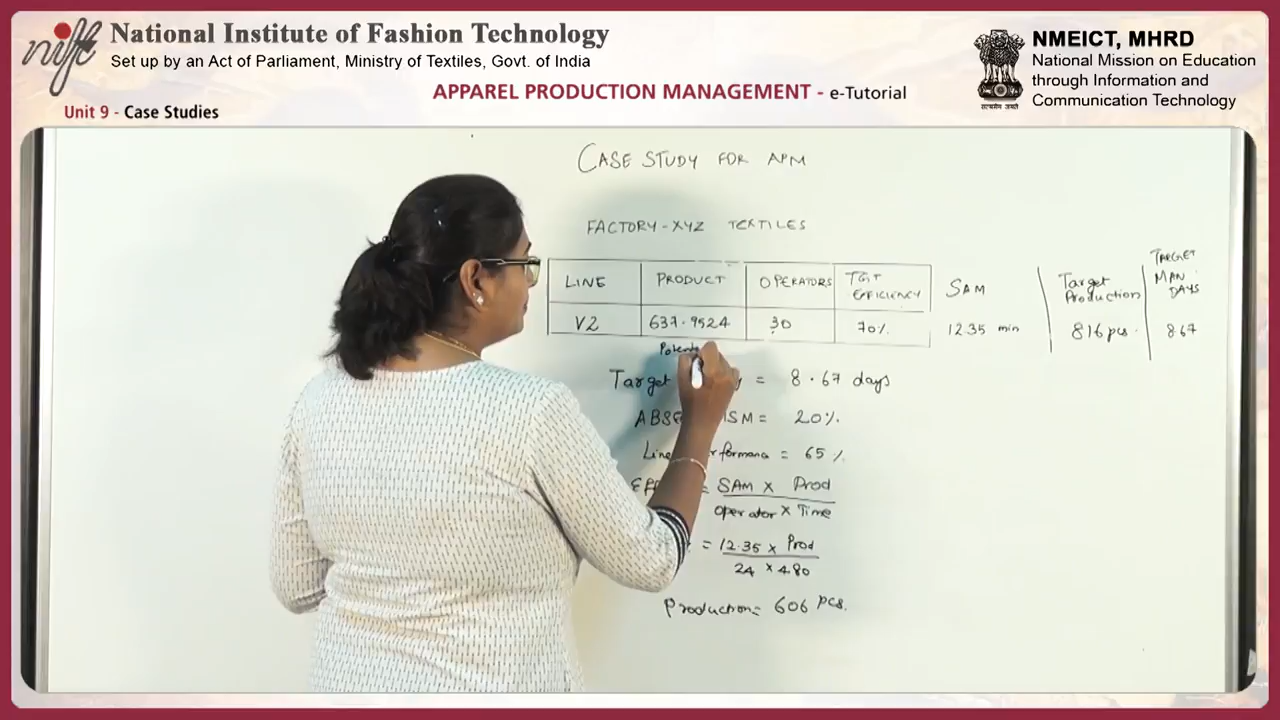 National Institute of Fashion Technology
Set up by an Act of Parliament, Ministry of Textiles, Govt. of India
NMEICT, MHRD
National Mission on Education
through Information and
Communication Technology
APPAREL PRODUCTION MANAGEMENT - e-Tutorial
Unit 9 - Case Studies
CASE STUDY FOR APM
FACTORY-XYZ TEXTILES
LINE PRODUCT OPERATORS TGT EFFICIENCY SAM Target Production TARGET MAN DAYS
V2 637.9524 30 70% 12.35 min 816 pcs. 867
Target = 8.67 days
= 20%
Line = 65%
= SAM x Prod
operator x Time
= 12.35 x Prod
24 x 480
Production = 606 pcs.